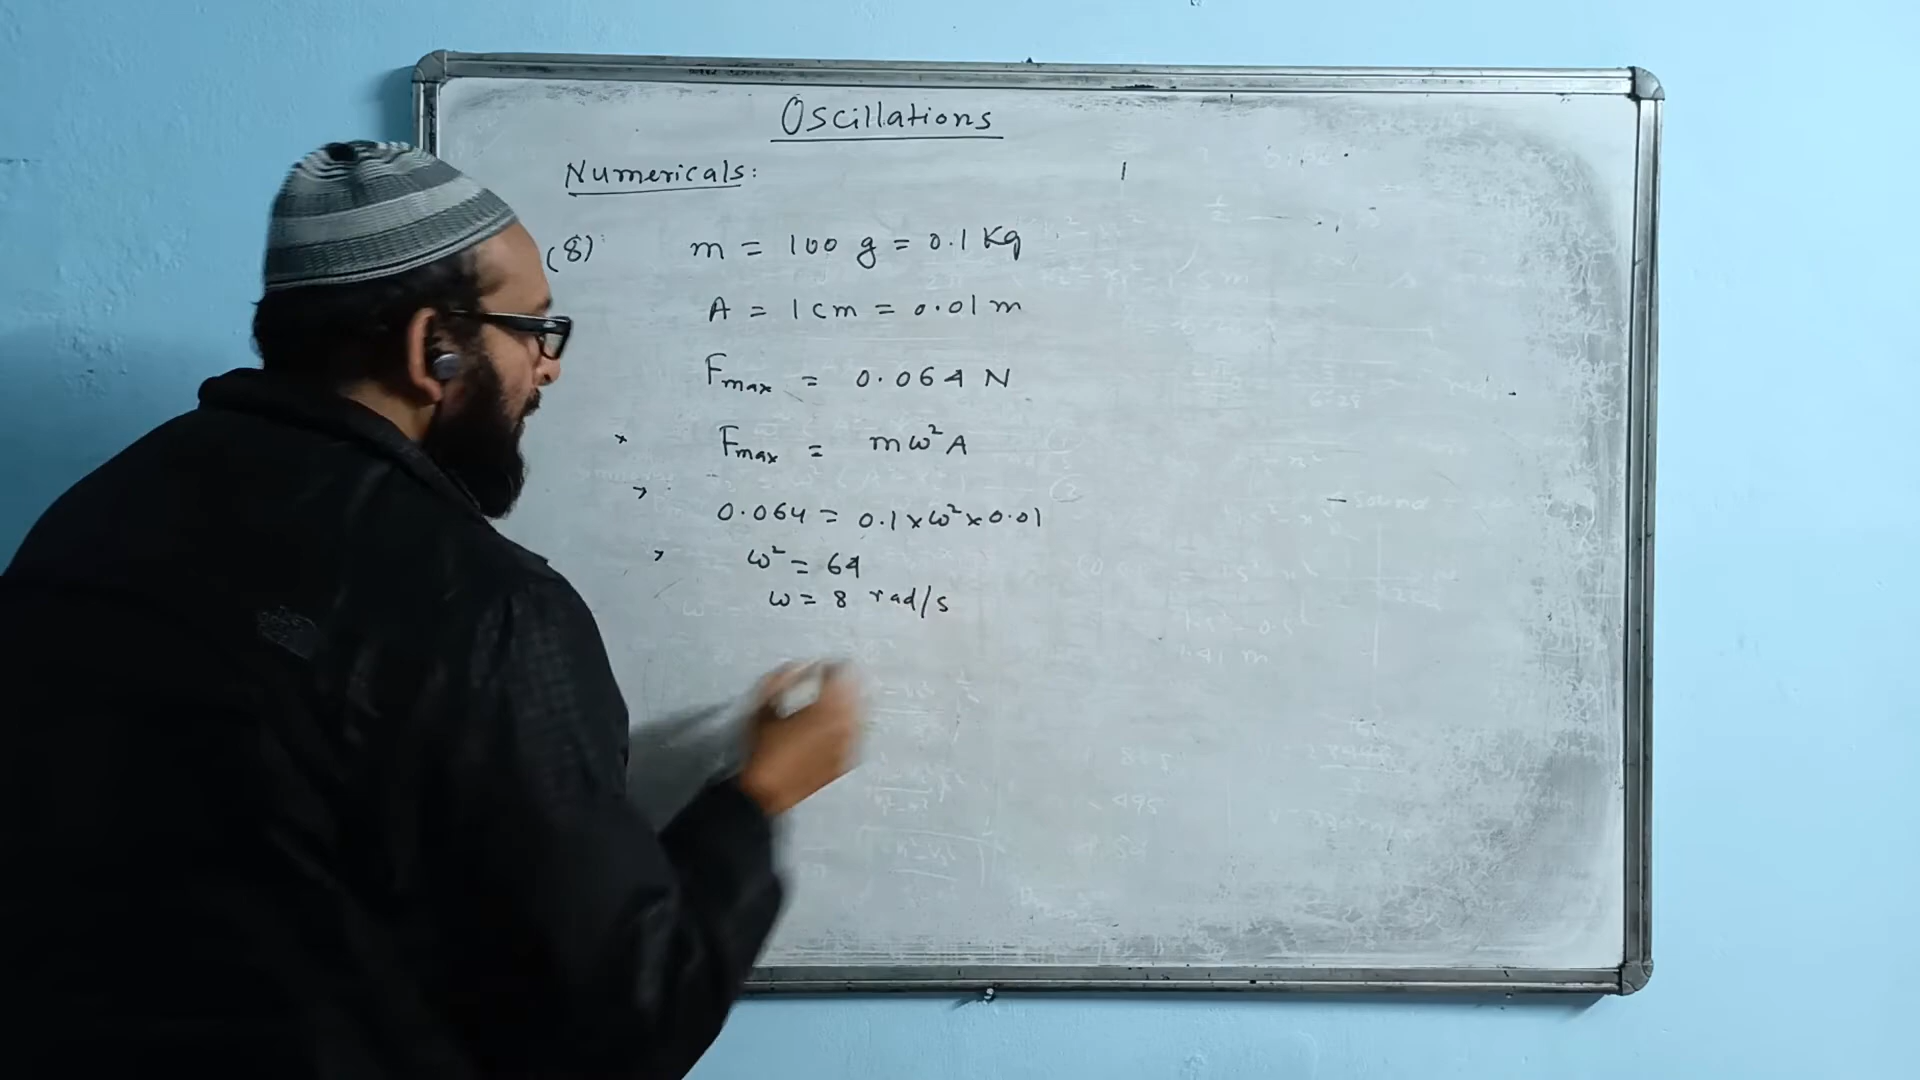 Oscillations
Numericals:
(8) m = 100 g = 0.1 Kg
A = 1 cm = 0.01 m
Fmax = 0.064 N
Fmax = mω²A
0.064 = 0.1 x ω² x 0.01
ω² = 64
ω = 8 rad/s